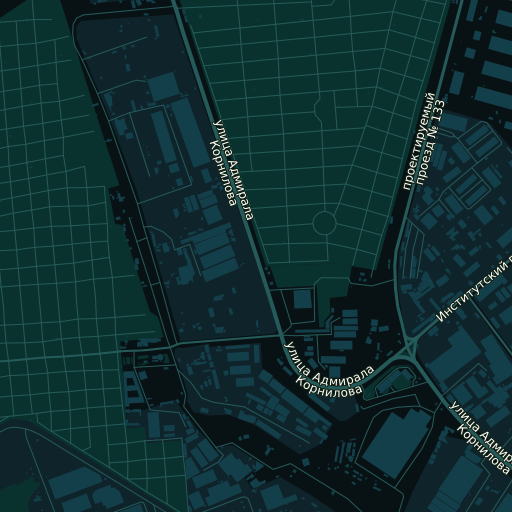 проектируемый
проезд № 133
улица Адмирала
Корнилова
Институтский
улица Адмирала
Корнилова
улица Адмир
Корнилова